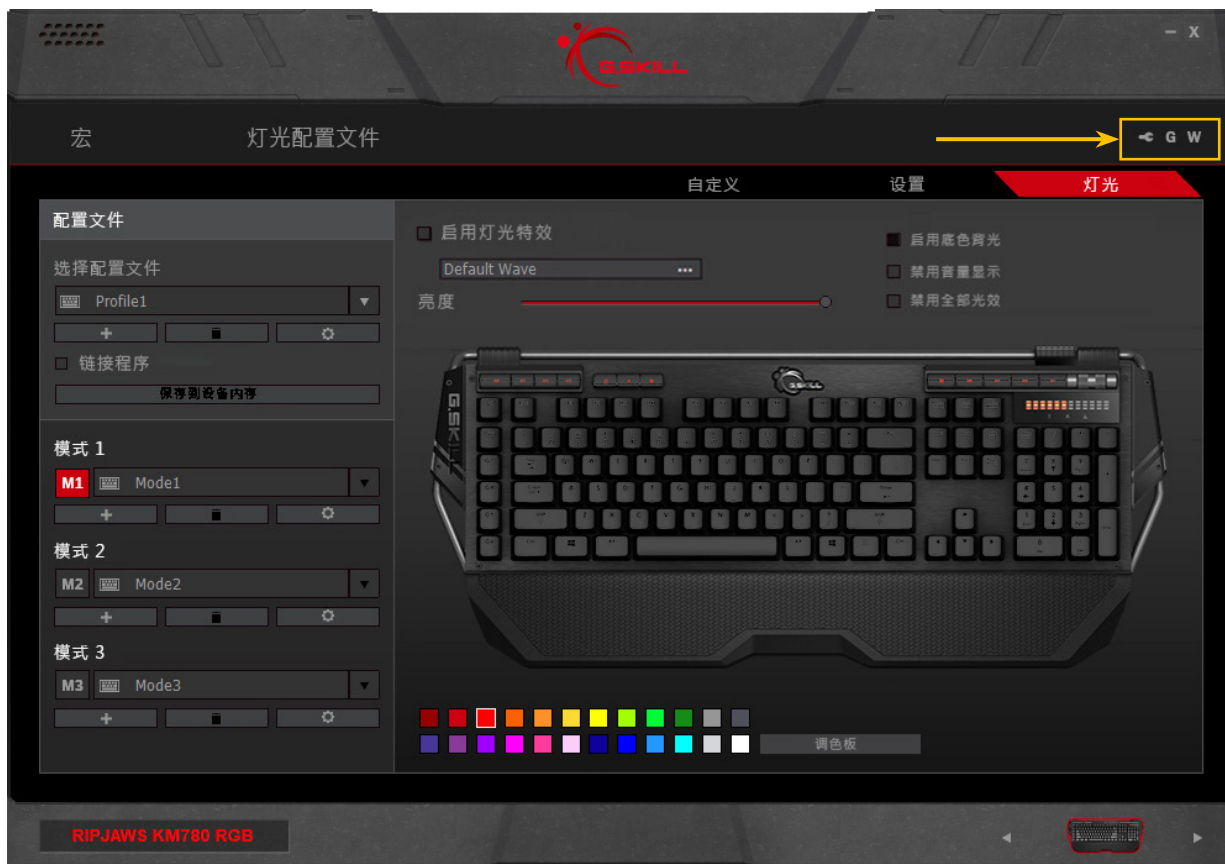 G.SKILL
– X
宏 灯光配置文件
G W
自定义 设置 灯光
配置文件
选择配置文件
Profile1
链接程序
保存到设备内存
模式 1
M1 Mode1
模式 2
M2 Mode2
模式 3
M3 Mode3
启用灯光特效
Default Wave •••
亮度
启用底色背光
禁用音量显示
禁用全部光效
G.SKILL
G.SKILL
调色板
RIPJAWS KM780 RGB